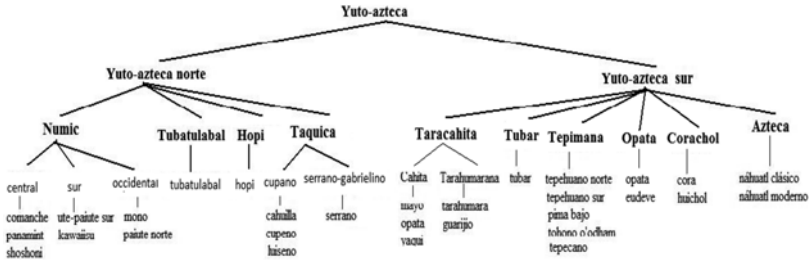 Yuto-azteca
Yuto-azteca norte
Yuto-azteca sur
Numic
Tubatulabal
Hopi
Taquica
Taracahita
Tubar
Tepimana
Opata
Corachol
Azteca
central
sur
occidental
tubatulabal
hopi
cupano
serrano-gabrielino
Cahita
Tarahumarana
tubar
tepehuano norte
tepehuano sur
pima bajo
tohono o'odham
tepecano
opata
eudeve
cora
huichol
náhuatl clásico
náhuatl moderno
comanche
panamint
shoshoni
ute-paiute sur
kawaiisu
mono
paiute norte
cahuilla
cupeno
luiseno
serrano
mayo
opata
yaqui
tarahumara
guarijio